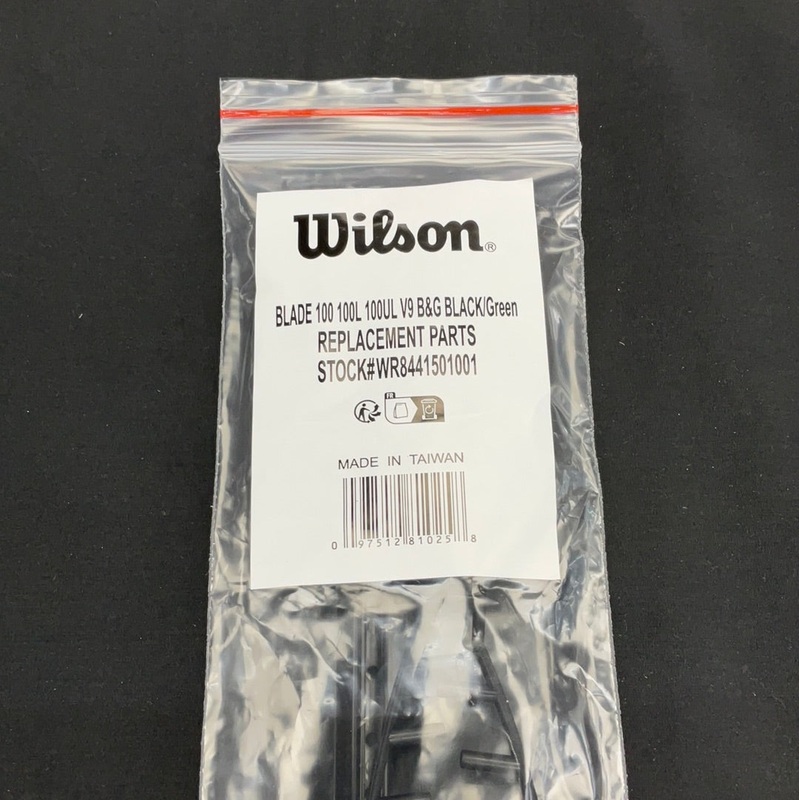 Wilson®
BLADE 100 100L 100UL V9 B&G BLACK/Green
REPLACEMENT PARTS
STOCK#WR8441501001
FR
MADE IN TAIWAN
0 97512 81025 8